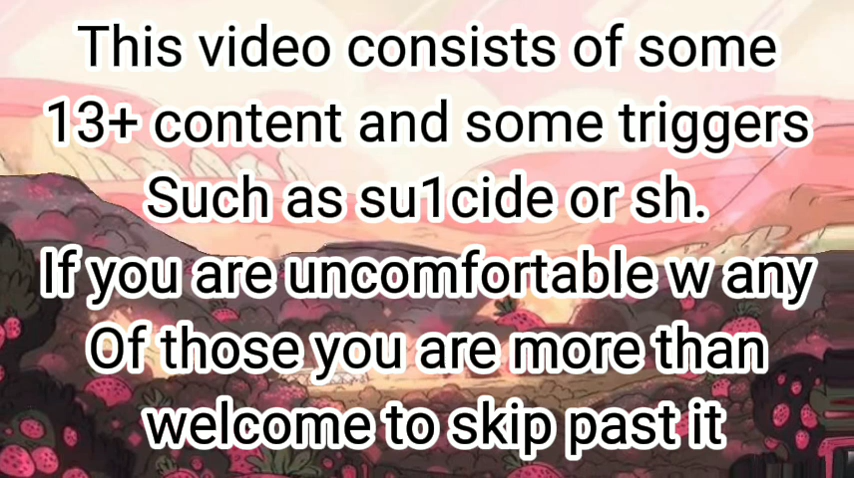 This video consists of some
13+ content and some triggers
Such as su1cide or sh.
If you are uncomfortable w any
Of those you are more than
welcome to skip past it